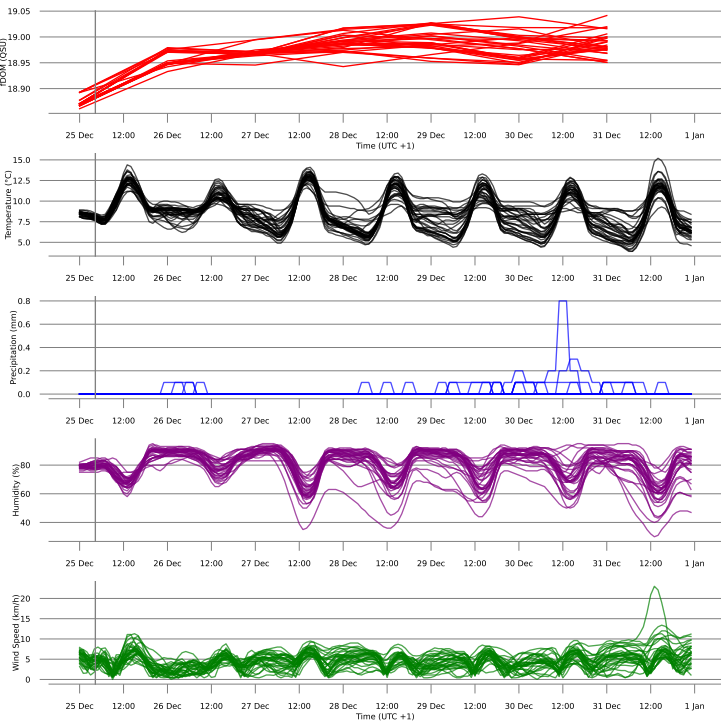 19.05
19.00
18.95
18.90
fDOM (QSU)
25 Dec 12:00 26 Dec 12:00 27 Dec 12:00 28 Dec 12:00 29 Dec 12:00 30 Dec 12:00 31 Dec 12:00 1 Jan
Time (UTC +1)
15.0
12.5
10.0
7.5
5.0
Temperature (°C)
25 Dec 12:00 26 Dec 12:00 27 Dec 12:00 28 Dec 12:00 29 Dec 12:00 30 Dec 12:00 31 Dec 12:00 1 Jan
0.8
0.6
0.4
0.2
0.0
Precipitation (mm)
25 Dec 12:00 26 Dec 12:00 27 Dec 12:00 28 Dec 12:00 29 Dec 12:00 30 Dec 12:00 31 Dec 12:00 1 Jan
80
60
40
Humidity (%)
25 Dec 12:00 26 Dec 12:00 27 Dec 12:00 28 Dec 12:00 29 Dec 12:00 30 Dec 12:00 31 Dec 12:00 1 Jan
20
15
10
5
0
Wind Speed (km/h)
25 Dec 12:00 26 Dec 12:00 27 Dec 12:00 28 Dec 12:00 29 Dec 12:00 30 Dec 12:00 31 Dec 12:00 1 Jan
Time (UTC +1)